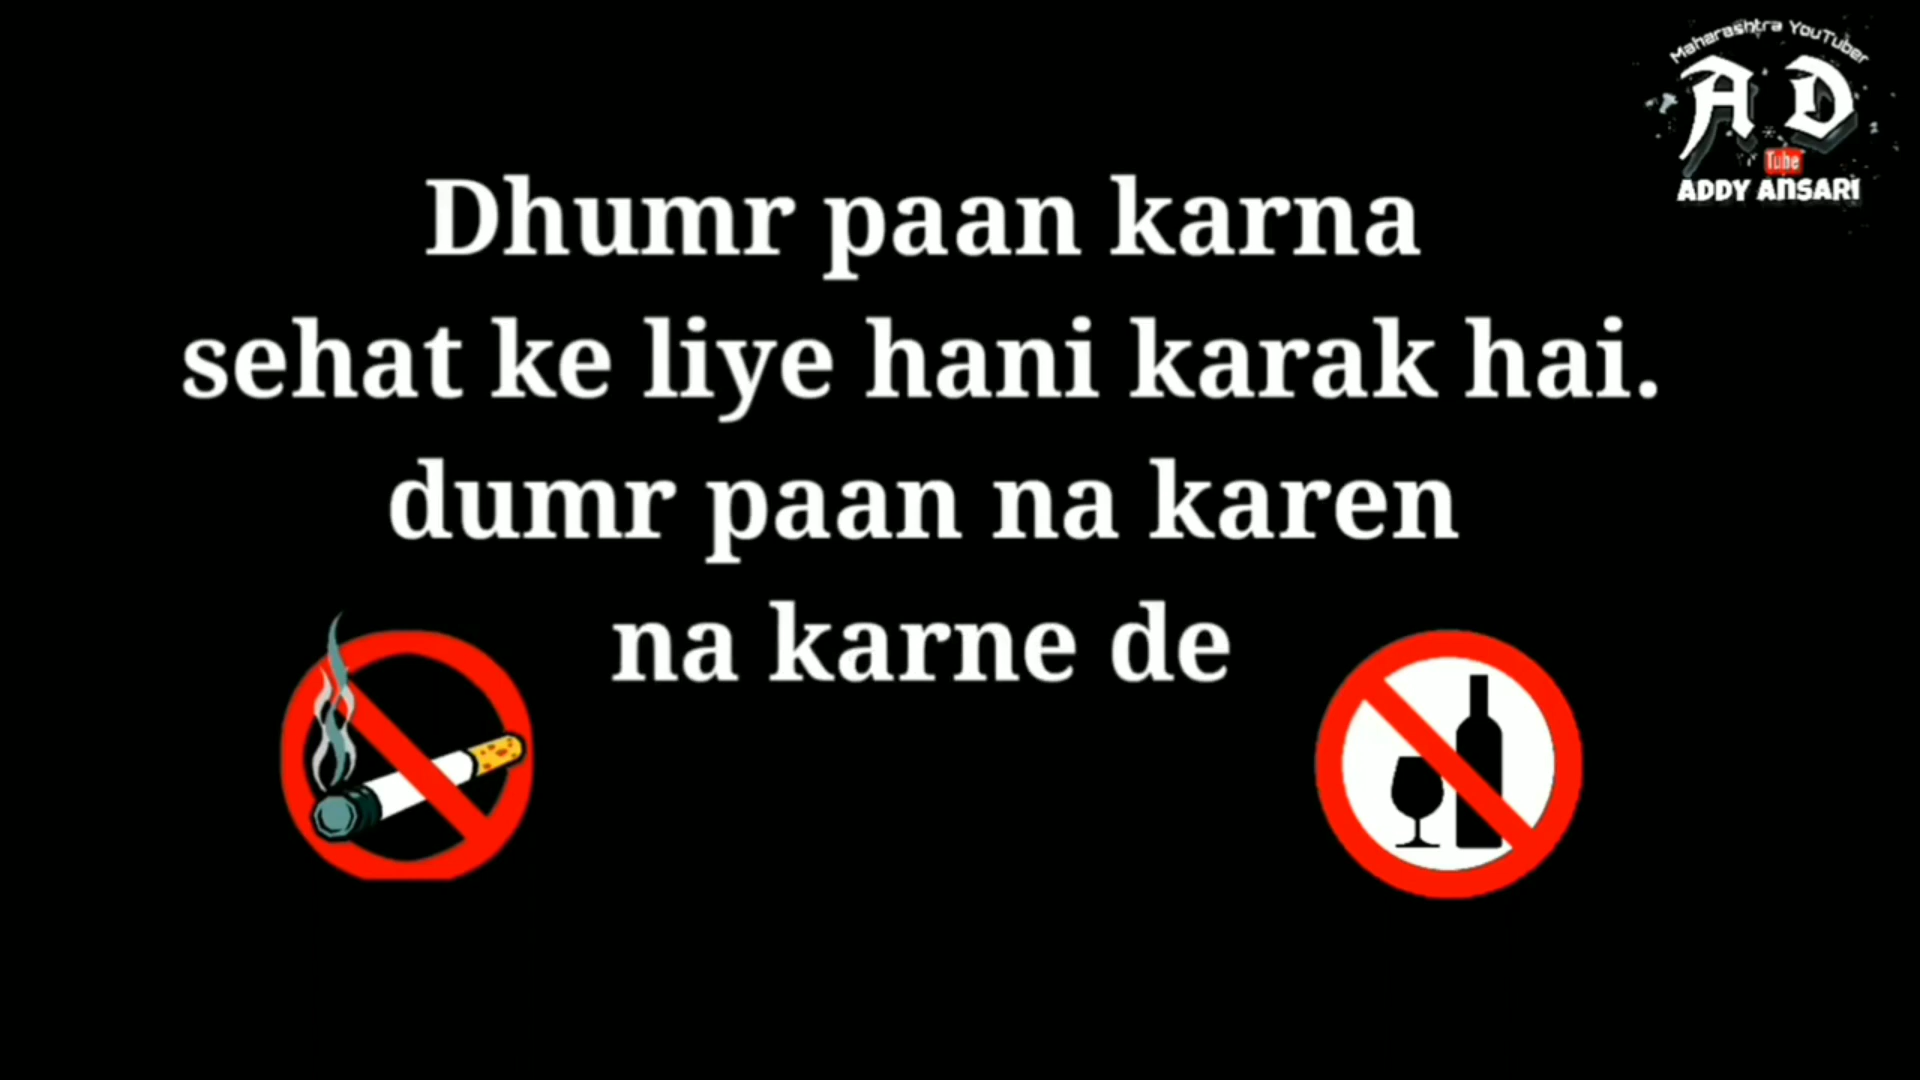 Maharashtra YouTuber
A D
Tube
ADDY ANSARI
Dhumr paan karna
sehat ke liye hani karak hai.
dumr paan na karen
na karne de